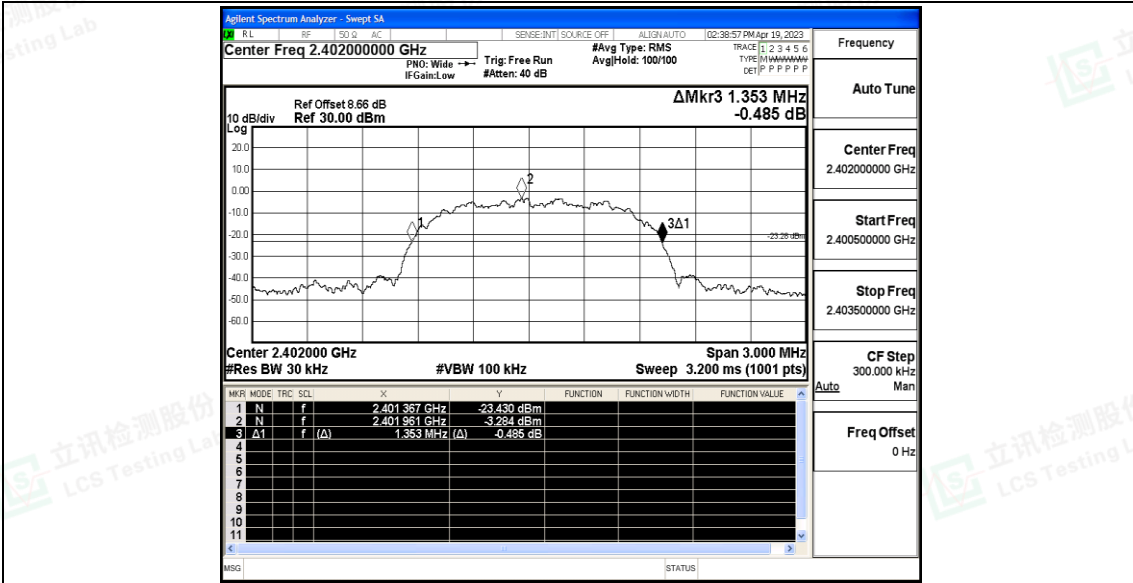 Agilent Spectrum Analyzer - Swept SA
RL RF 50 Ω AC SENSE:INT SOURCE OFF ALIGN AUTO 02:38:57 PM Apr 19, 2023
Center Freq 2.402000000 GHz
PNO: Wide
IFGain:Low
Trig: Free Run
#Atten: 40 dB
#Avg Type: RMS
Avg|Hold: 100/100
TRACE 1 2 3 4 5 6
TYPE M
DET P P P P P P
Frequency
Auto Tune
Center Freq
2.402000000 GHz
Start Freq
2.400500000 GHz
Stop Freq
2.403500000 GHz
CF Step
300.000 kHz
Auto Man
Freq Offset
0 Hz
ΔMkr3 1.353 MHz
-0.485 dB
Ref Offset 8.66 dB
10 dB/div Ref 30.00 dBm
Log
20.0
10.0
0.00
-10.0
-20.0
-30.0
-40.0
-50.0
-60.0
1
2
3Δ1
-23.28 dBm
Center 2.402000 GHz Span 3.000 MHz
#Res BW 30 kHz #VBW 100 kHz Sweep 3.200 ms (1001 pts)
MKR MODE TRC SCL X Y FUNCTION FUNCTION WIDTH FUNCTION VALUE
1 N f 2.401 367 GHz -23.430 dBm
2 N f 2.401 961 GHz -3.284 dBm
3 Δ1 f (Δ) 1.353 MHz (Δ) -0.485 dB
4
5
6
7
8
9
10
11
MSG STATUS
立讯检测股份
LCS Testing Lab
立讯检测股份
LCS Testing L